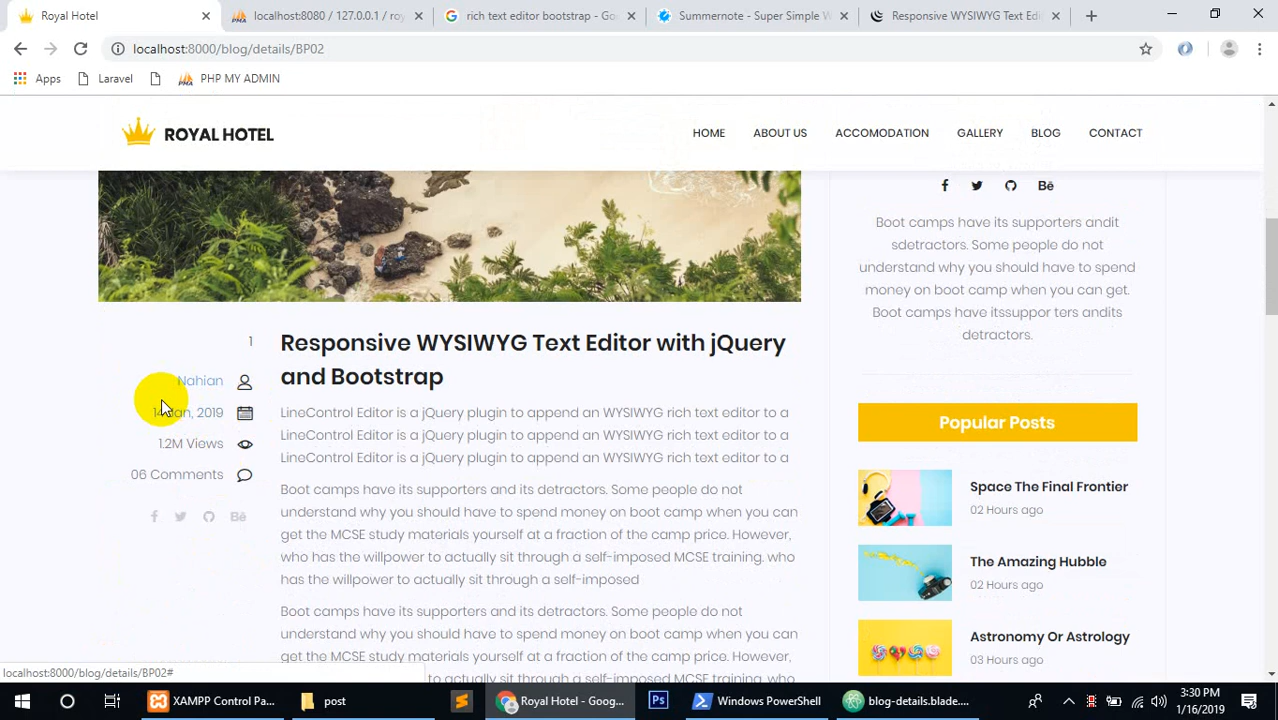 Royal Hotel
localhost:8080 / 127.0.0.1 / roy
rich text editor bootstrap - Goo
Summernote - Super Simple W
Responsive WYSIWYG Text Edi
localhost:8000/blog/details/BP02
Apps
Laravel
PHP MY ADMIN
ROYAL HOTEL
HOME
ABOUT US
ACCOMODATION
GALLERY
BLOG
CONTACT
1
Nahian
14 Jan, 2019
1.2M Views
06 Comments
Responsive WYSIWYG Text Editor with jQuery
and Bootstrap
LineControl Editor is a jQuery plugin to append an WYSIWYG rich text editor to a
LineControl Editor is a jQuery plugin to append an WYSIWYG rich text editor to a
LineControl Editor is a jQuery plugin to append an WYSIWYG rich text editor to a
Boot camps have its supporters and its detractors. Some people do not
understand why you should have to spend money on boot camp when you can
get the MCSE study materials yourself at a fraction of the camp price. However,
who has the willpower to actually sit through a self-imposed MCSE training. who
has the willpower to actually sit through a self-imposed
Boot camps have its supporters and its detractors. Some people do not
understand why you should have to spend money on boot camp when you can
get the MCSE study materials yourself at a fraction of the camp price. However,
Boot camps have its supporters andit
sdetractors. Some people do not
understand why you should have to spend
money on boot camp when you can get.
Boot camps have itssuppor ters andits
detractors.
Popular Posts
Space The Final Frontier
02 Hours ago
The Amazing Hubble
02 Hours ago
Astronomy Or Astrology
03 Hours ago
localhost:8000/blog/details/BP02#
XAMPP Control Pa...
post
Royal Hotel - Goog...
Windows PowerShell
blog-details.blade....
3:30 PM
1/16/2019